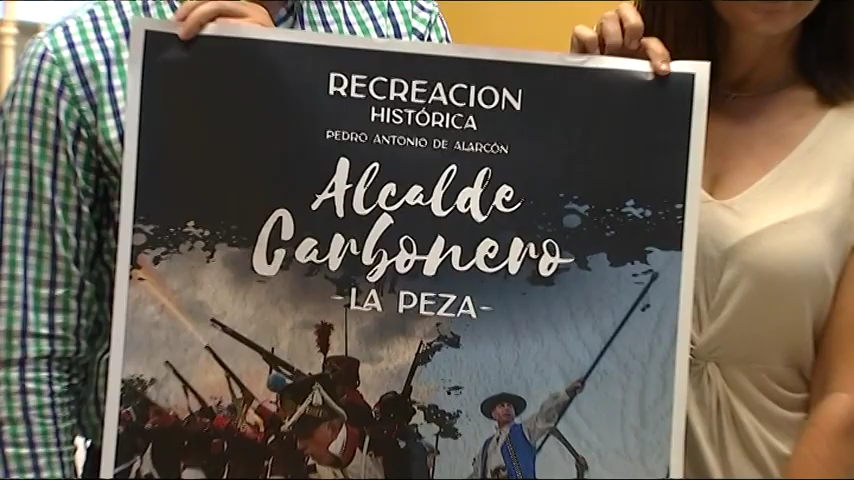 RECREACION
HISTÓRICA
PEDRO ANTONIO DE ALARCÓN
Alcalde
Carbonero
-LA PEZA-